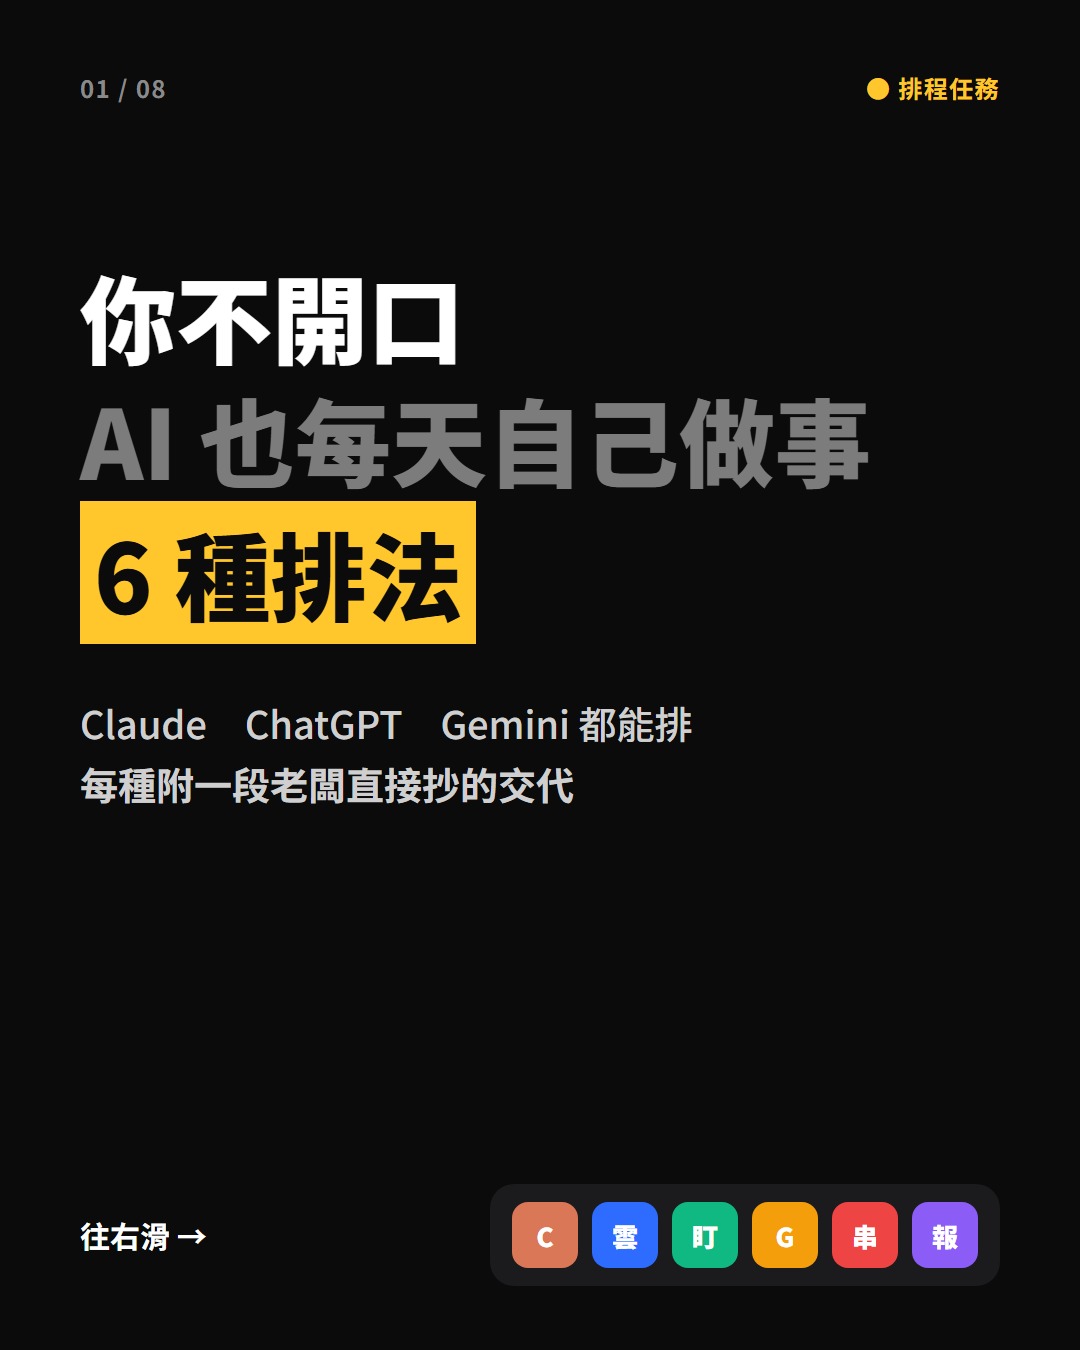 01 / 08
排程任務
你不開口
AI 也每天自己做事
6 種排法
Claude ChatGPT Gemini 都能排
每種附一段老闆直接抄的交代
往右滑 →
C 雲 盯 G 串 報